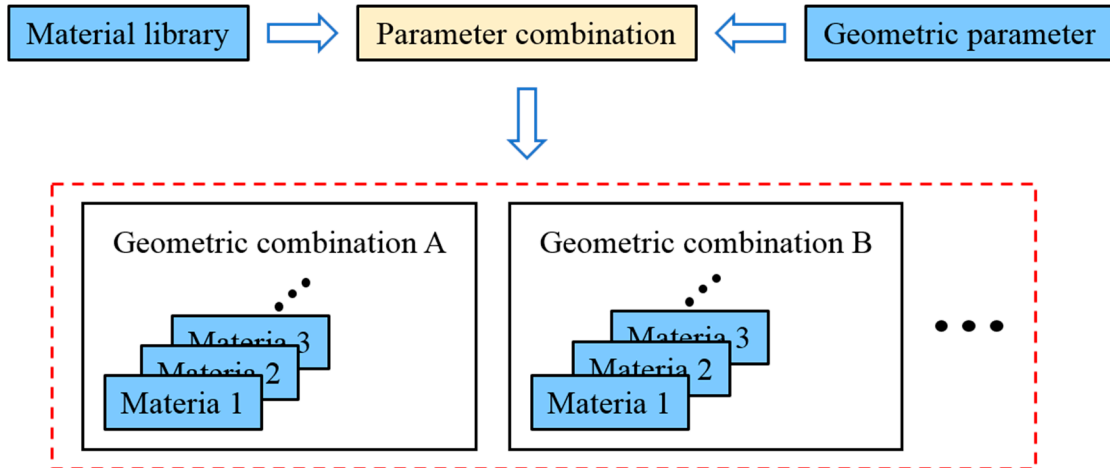 Material library
Parameter combination
Geometric parameter
Geometric combination A
Geometric combination B
Materia 3
Materia 2
Materia 1
Materia 3
Materia 2
Materia 1